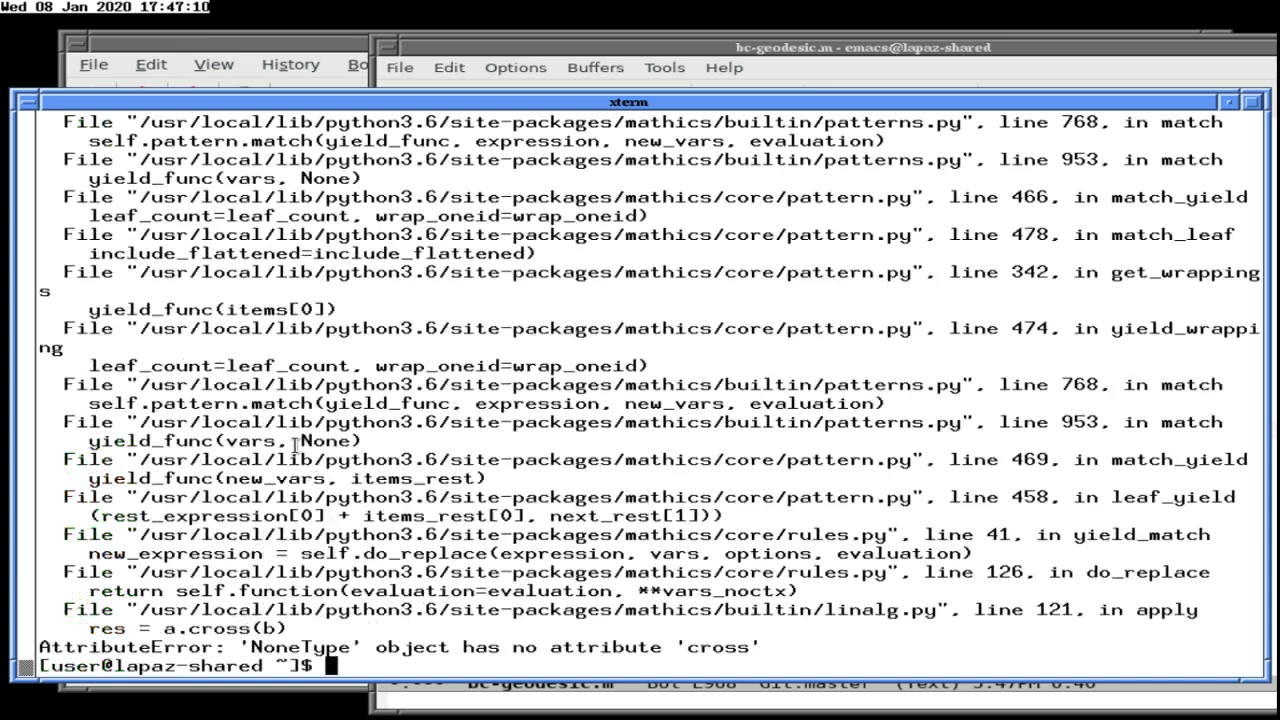 Wed 08 Jan 2020 17:47:10
bc-geodesic.m - emacs@lapaz-shared
File Edit View History Bo
File Edit Options Buffers Tools Help
xterm
File "/usr/local/lib/python3.6/site-packages/mathics/builtin/patterns.py", line 768, in match
self.pattern.match(yield_func, expression, new_vars, evaluation)
File "/usr/local/lib/python3.6/site-packages/mathics/builtin/patterns.py", line 953, in match
yield_func(vars, None)
File "/usr/local/lib/python3.6/site-packages/mathics/core/pattern.py", line 466, in match_yield
leaf_count=leaf_count, wrap_oneid=wrap_oneid)
File "/usr/local/lib/python3.6/site-packages/mathics/core/pattern.py", line 478, in match_leaf
include_flattened=include_flattened)
File "/usr/local/lib/python3.6/site-packages/mathics/core/pattern.py", line 342, in get_wrapping
s
yield_func(items[0])
File "/usr/local/lib/python3.6/site-packages/mathics/core/pattern.py", line 474, in yield_wrappi
ng
leaf_count=leaf_count, wrap_oneid=wrap_oneid)
File "/usr/local/lib/python3.6/site-packages/mathics/builtin/patterns.py", line 768, in match
self.pattern.match(yield_func, expression, new_vars, evaluation)
File "/usr/local/lib/python3.6/site-packages/mathics/builtin/patterns.py", line 953, in match
yield_func(vars, None)
File "/usr/local/lib/python3.6/site-packages/mathics/core/pattern.py", line 469, in match_yield
yield_func(new_vars, items_rest)
File "/usr/local/lib/python3.6/site-packages/mathics/core/pattern.py", line 458, in leaf_yield
(rest_expression[0] + items_rest[0], next_rest[1]))
File "/usr/local/lib/python3.6/site-packages/mathics/core/rules.py", line 41, in yield_match
new_expression = self.do_replace(expression, vars, options, evaluation)
File "/usr/local/lib/python3.6/site-packages/mathics/core/rules.py", line 126, in do_replace
return self.function(evaluation=evaluation, **vars_noctx)
File "/usr/local/lib/python3.6/site-packages/mathics/builtin/linalg.py", line 121, in apply
res = a.cross(b)
AttributeError: 'NoneType' object has no attribute 'cross'
[user@lapaz-shared ~]$
bc-geodesic.m Bot L968 Git:master (Text) 5:47PM 0.40